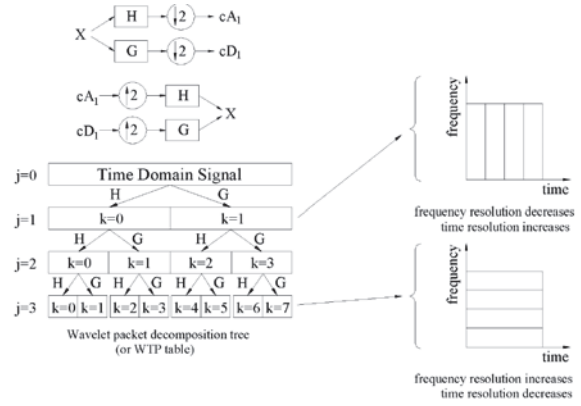 H ↓2 cA₁
X
G ↓2 cD₁
cA₁ ↑2 H
X
cD₁ ↑2 G
j=0 Time Domain Signal
H G
j=1 k=0 k=1
H G H G
j=2 k=0 k=1 k=2 k=3
H G H G H G H G
j=3 k=0 k=1 k=2 k=3 k=4 k=5 k=6 k=7
Wavelet packet decomposition tree
(or WTP table)
frequency
time
frequency resolution decreases
time resolution increases
frequency
time
frequency resolution increases
time resolution decreases